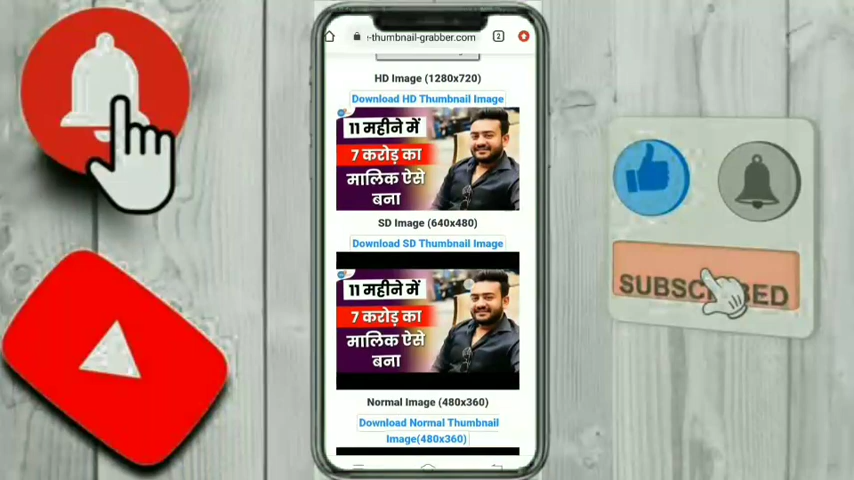 -thumbnail-grabber.com
2
HD Image (1280x720)
Download HD Thumbnail Image
11 महीने में
7 करोड़ का
मालिक ऐसे
बना
SD Image (640x480)
Download SD Thumbnail Image
11 महीने में
7 करोड़ का
मालिक ऐसे
बना
Normal Image (480x360)
Download Normal Thumbnail
Image(480x360)
SUBSCRIBED